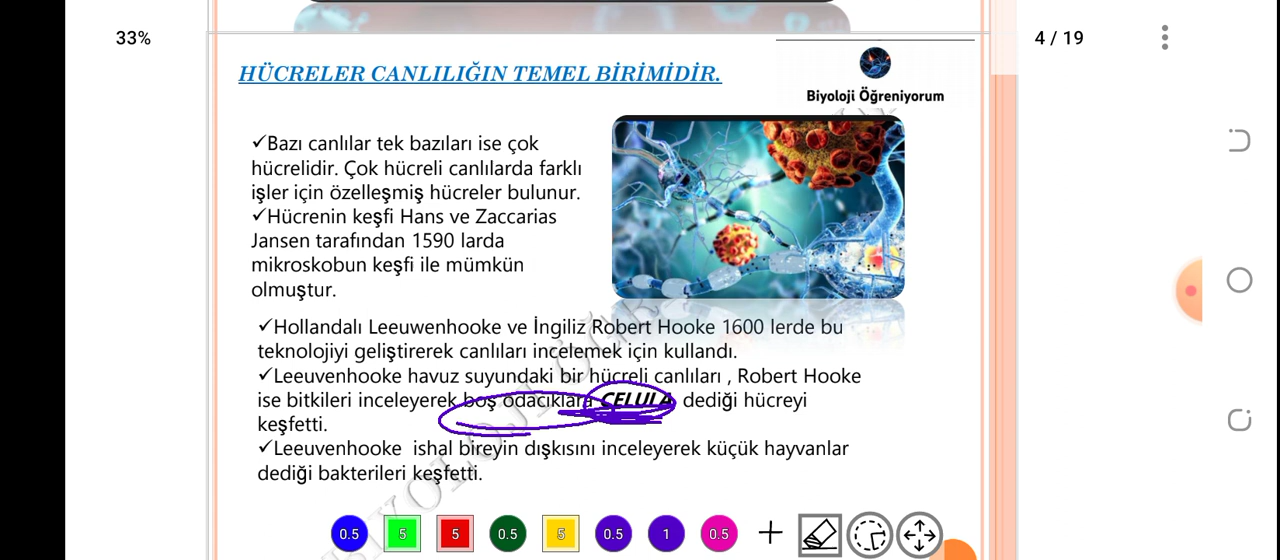 33%
4 / 19
HÜCRELER CANLILIĞIN TEMEL BİRİMİDİR.
Biyoloji Öğreniyorum
✓Bazı canlılar tek bazıları ise çok
hücrelidir. Çok hücreli canlılarda farklı
işler için özelleşmiş hücreler bulunur.
✓Hücrenin keşfi Hans ve Zaccarias
Jansen tarafından 1590 larda
mikroskobun keşfi ile mümkün
olmuştur.
✓Hollandalı Leeuwenhooke ve İngiliz Robert Hooke 1600 lerde bu
teknolojiyi geliştirerek canlıları incelemek için kullandı.
✓Leeuvenhooke havuz suyundaki bir hücreli canlıları , Robert Hooke
ise bitkileri inceleyerek boş odacıklara ÇELULA dediği hücreyi
keşfetti.
✓Leeuvenhooke ishal bireyin dışkısını inceleyerek küçük hayvanlar
dediği bakterileri keşfetti.
0.5 5 5 0.5 5 0.5 1 0.5